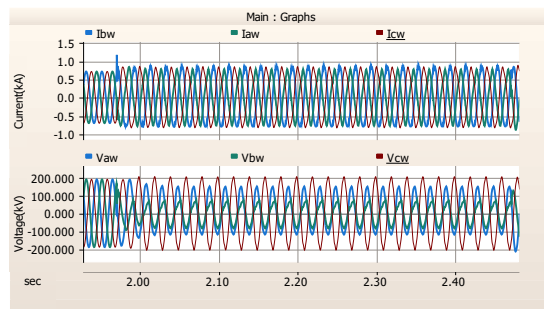 Main : Graphs
Ibw Iaw Icw
Current(kA)
1.5
1.0
0.5
0.0
-0.5
-1.0
Vaw Vbw Vcw
Voltage(kV)
200.000
100.000
0.000
-100.000
-200.000
sec 2.00 2.10 2.20 2.30 2.40